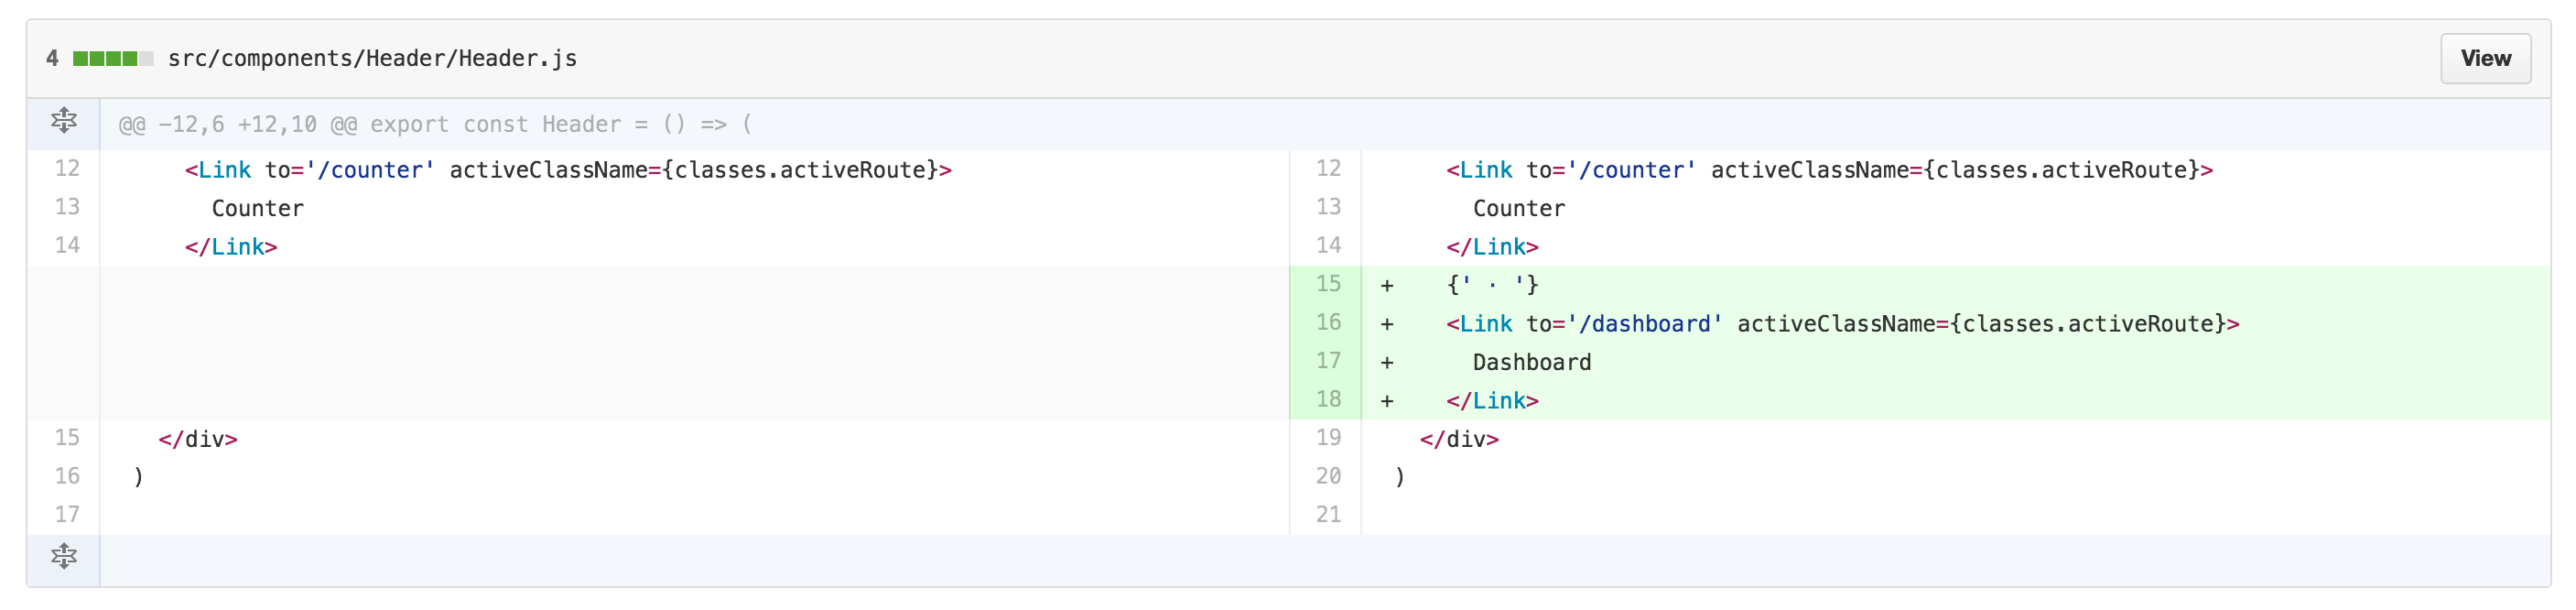 4 src/components/Header/Header.js View
@@ -12,6 +12,10 @@ export const Header = () => (
12 <Link to='/counter' activeClassName={classes.activeRoute}> 12 <Link to='/counter' activeClassName={classes.activeRoute}>
13 Counter 13 Counter
14 </Link> 14 </Link>
15 + {' · '}
16 + <Link to='/dashboard' activeClassName={classes.activeRoute}>
17 + Dashboard
18 + </Link>
15 </div> 19 </div>
16 ) 20 )
17 21